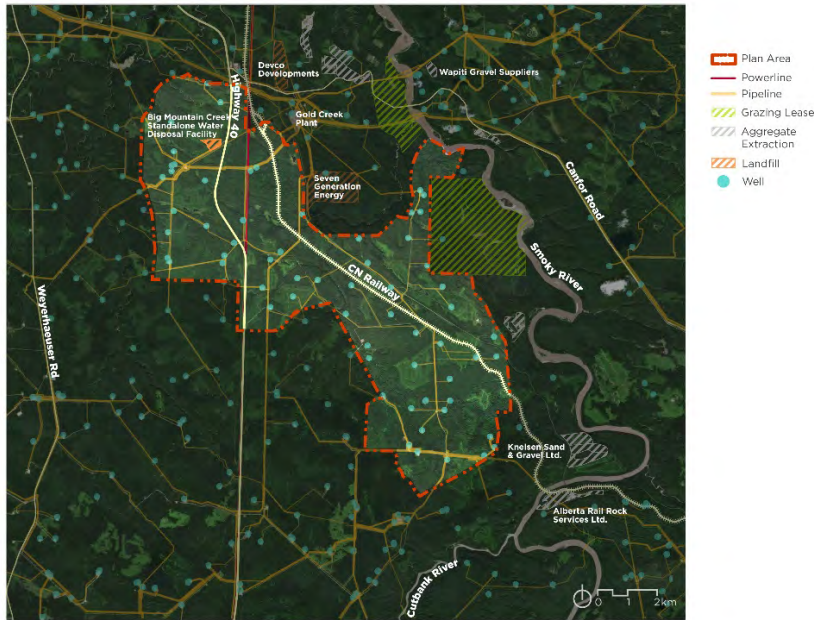 Devco
Developments
Wapiti Gravel Suppliers
Highway 40
Big Mountain Creek
Standalone Water
Disposal Facility
Gold Creek
Plant
Seven
Generation
Energy
Canfor Road
Smoky River
CN Railway
Weyerhaeuser Rd.
Knelsen Sand
& Gravel Ltd.
Alberta Rail Rock
Services Ltd.
Cutbank River
0 1 2km
Plan Area
Powerline
Pipeline
Grazing Lease
Aggregate
Extraction
Landfill
Well